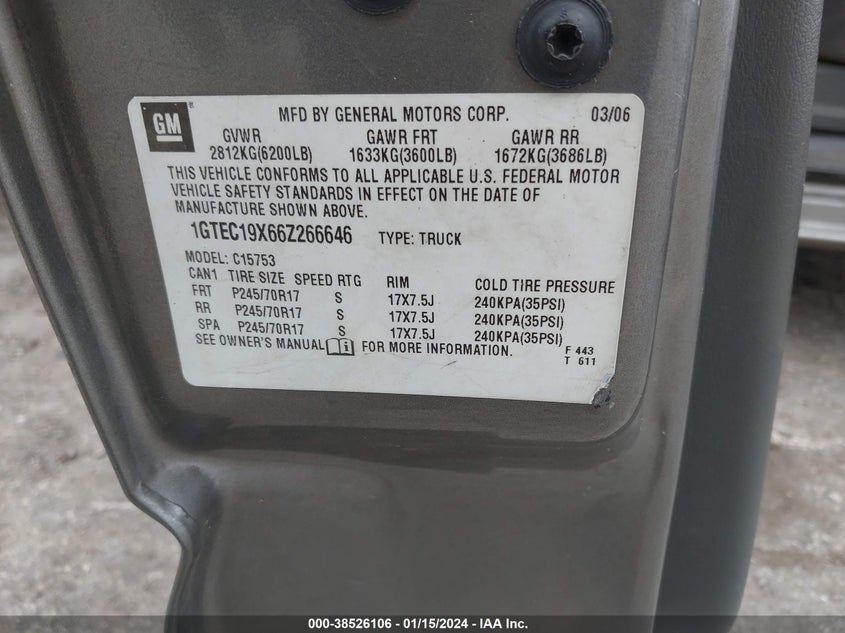 GM ®
MFD BY GENERAL MOTORS CORP. 03/06
GVWR GAWR FRT GAWR RR
2812KG(6200LB) 1633KG(3600LB) 1672KG(3686LB)
THIS VEHICLE CONFORMS TO ALL APPLICABLE U.S. FEDERAL MOTOR
VEHICLE SAFETY STANDARDS IN EFFECT ON THE DATE OF
MANUFACTURE SHOWN ABOVE.
1GTEC19X66Z266646 TYPE: TRUCK
MODEL: C15753
CAN1 TIRE SIZE SPEED RTG RIM COLD TIRE PRESSURE
FRT P245/70R17 S 17X7.5J 240KPA(35PSI)
RR P245/70R17 S 17X7.5J 240KPA(35PSI)
SPA P245/70R17 S 17X7.5J 240KPA(35PSI)
SEE OWNER'S MANUAL FOR MORE INFORMATION.
F 443
T 611
000-38526106 - 01/15/2024 - IAA Inc.